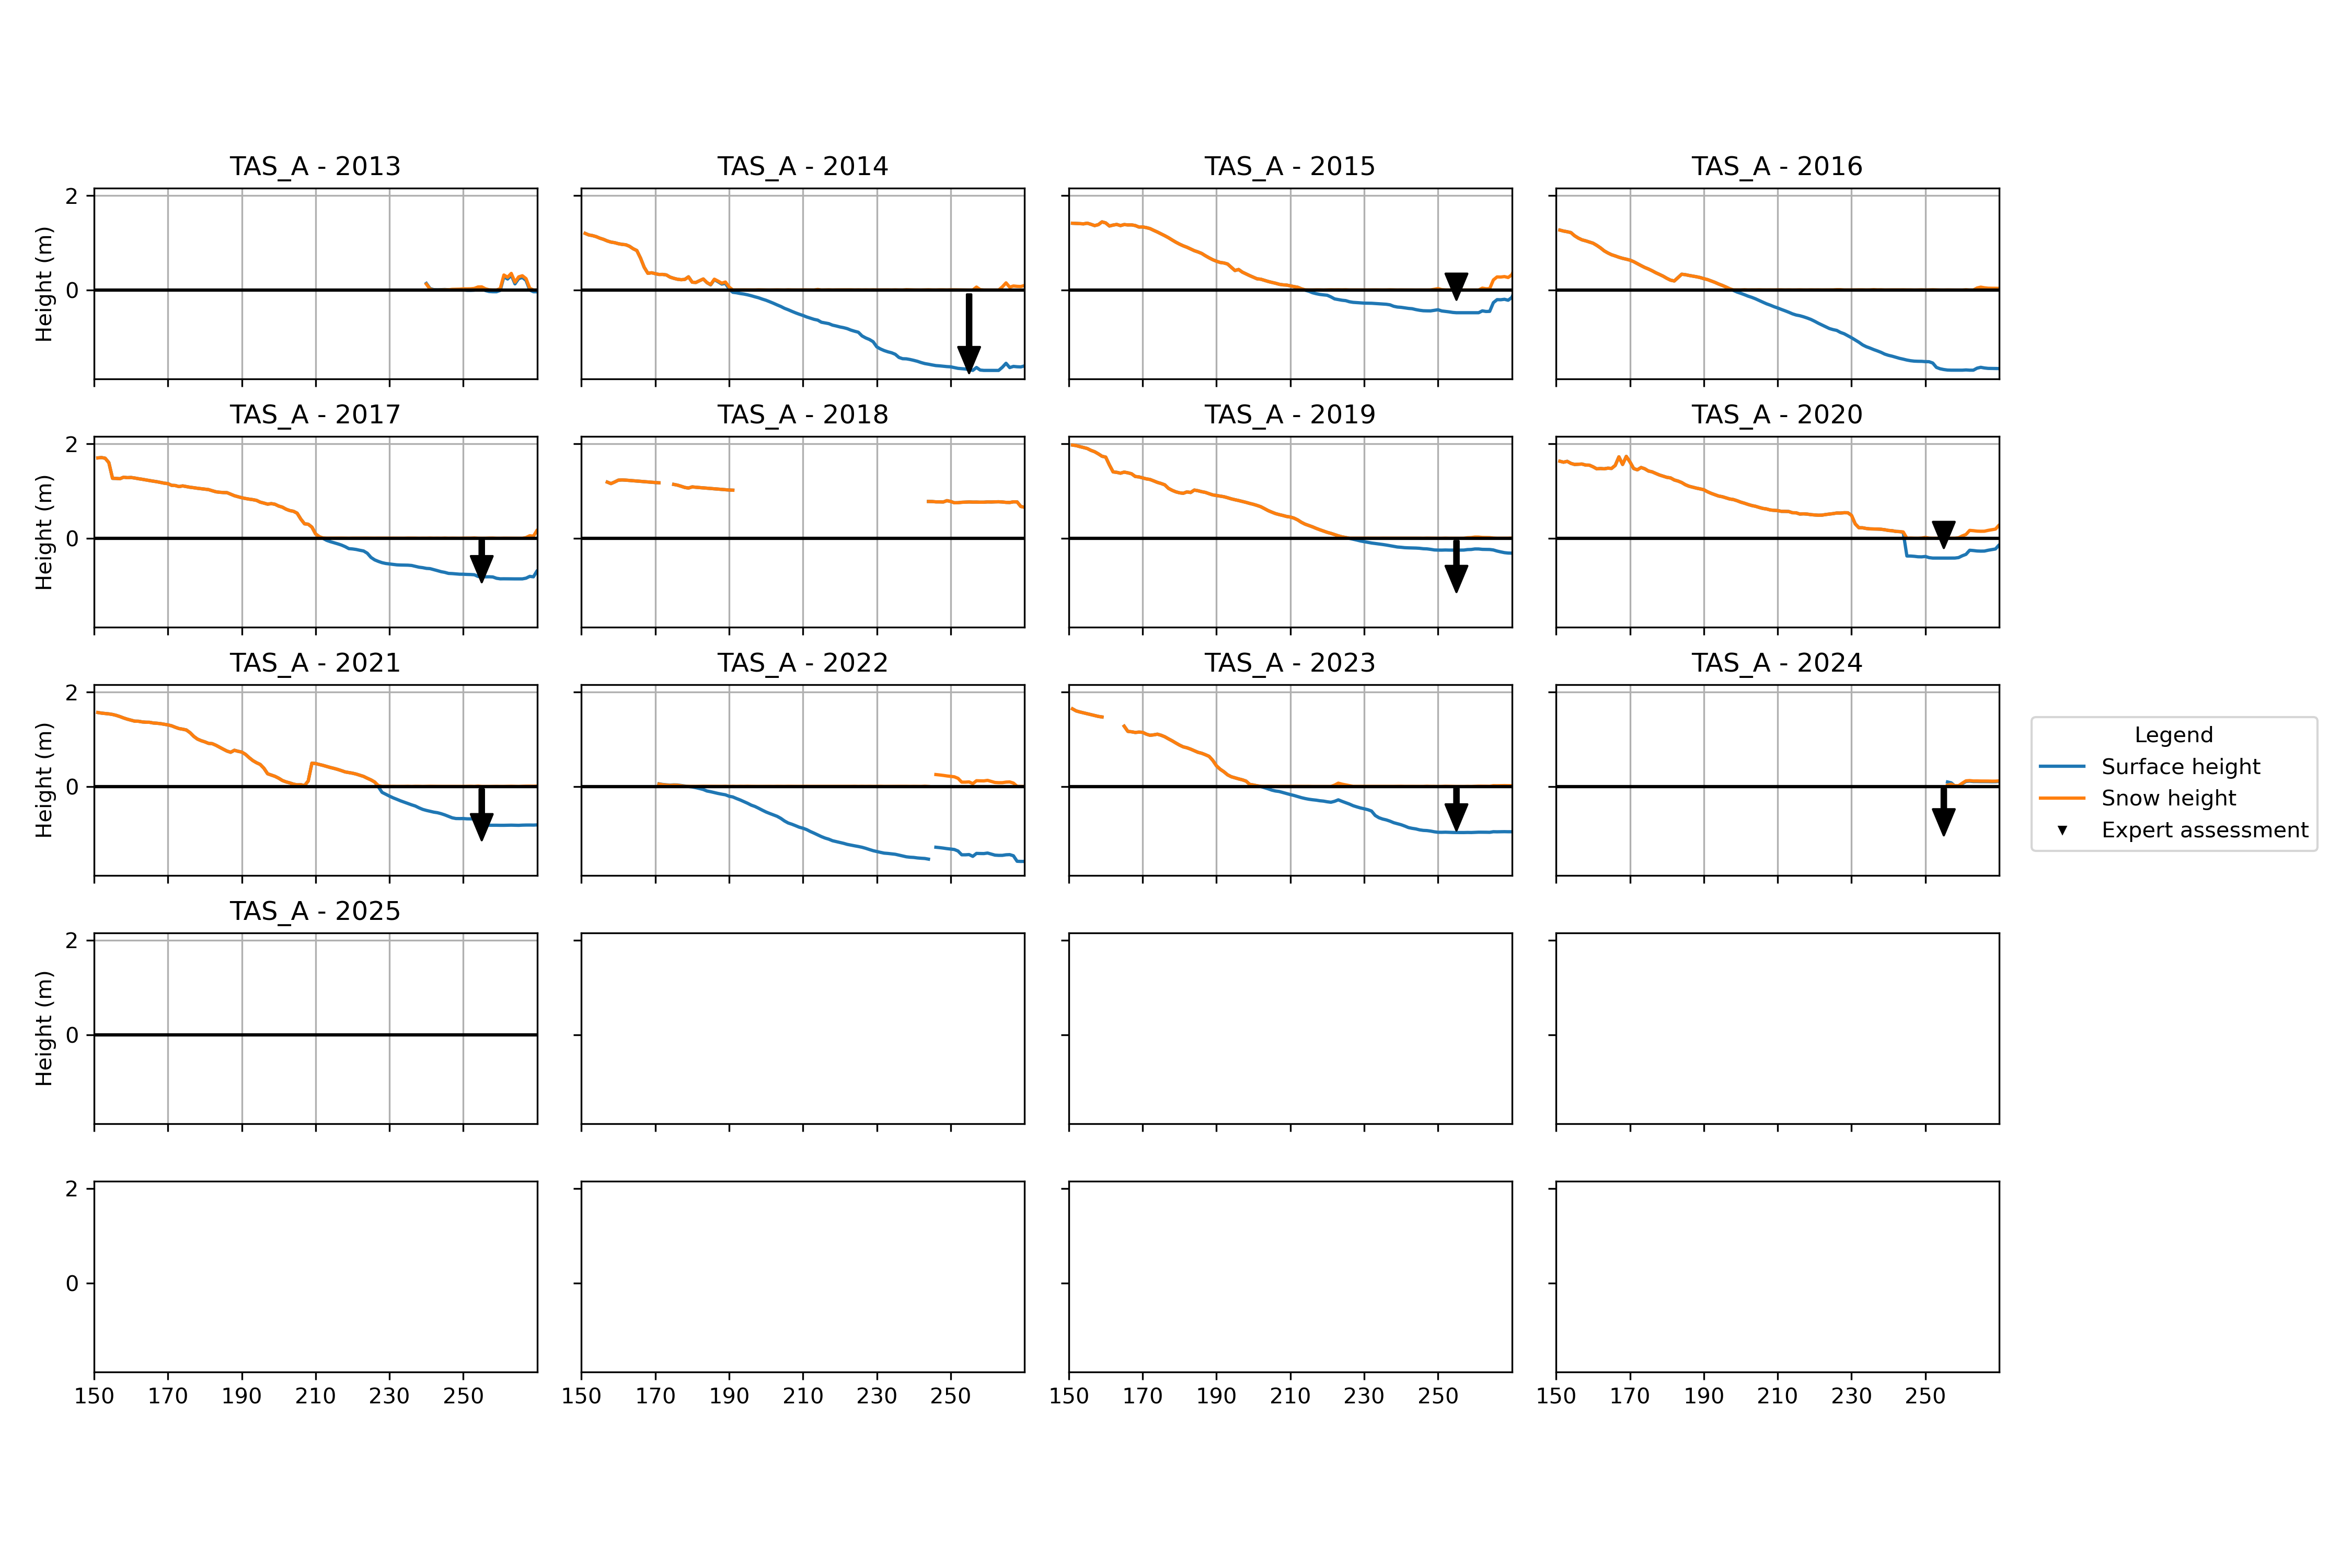 TAS_A - 2013
TAS_A - 2014
TAS_A - 2015
TAS_A - 2016
Height (m)
2
0
TAS_A - 2017
TAS_A - 2018
TAS_A - 2019
TAS_A - 2020
Height (m)
2
0
TAS_A - 2021
TAS_A - 2022
TAS_A - 2023
TAS_A - 2024
Height (m)
2
0
Legend
Surface height
Snow height
Expert assessment
TAS_A - 2025
Height (m)
2
0
2
0
150 170 190 210 230 250
150 170 190 210 230 250
150 170 190 210 230 250
150 170 190 210 230 250